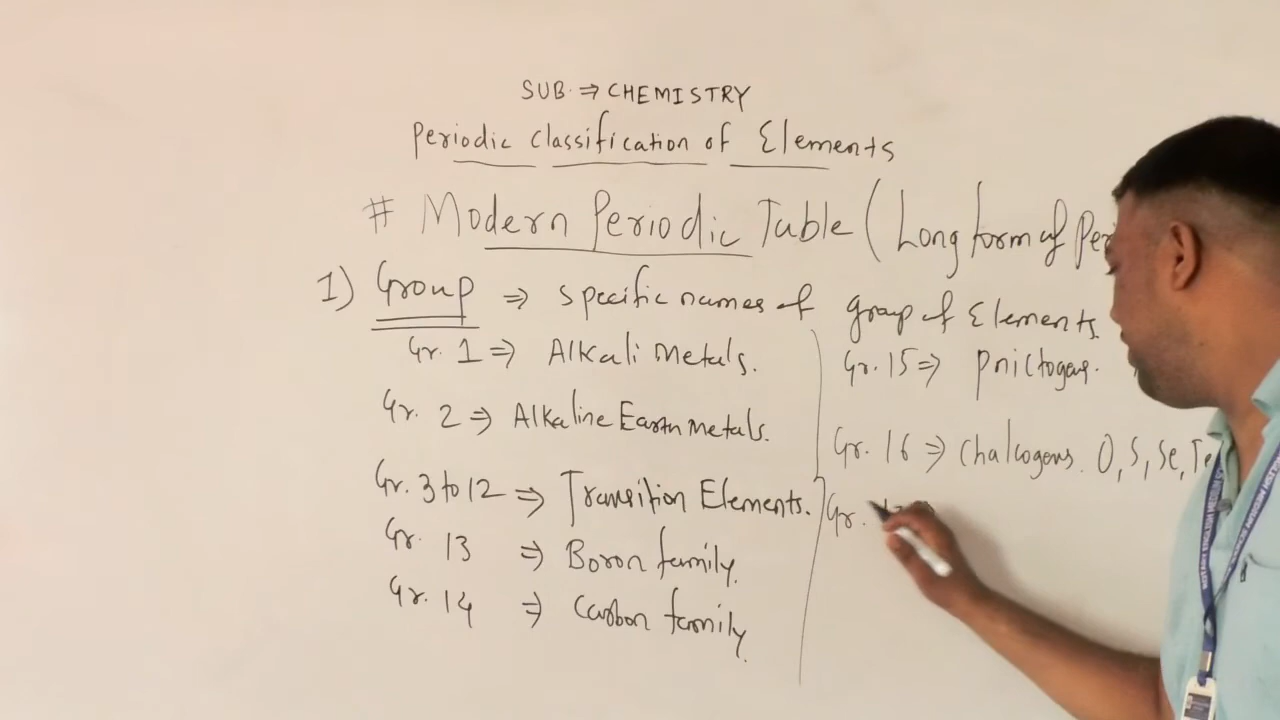 SUB. ⇒ CHEMISTRY
Periodic Classification of Elements
# Modern Periodic Table (Long form of
1) Group ⇒ Specific names of group of Elements.
Gr. 1 ⇒ Alkali Metals.
Gr. 2 ⇒ Alkaline Earth Metals.
Gr. 3 to 12 ⇒ Transition Elements.
Gr. 13 ⇒ Boron family.
Gr. 14 ⇒ Carbon family.
Gr. 15 ⇒ Pnictogens.
Gr. 16 ⇒ Chalcogens. O, S, Se, Te
Gr.